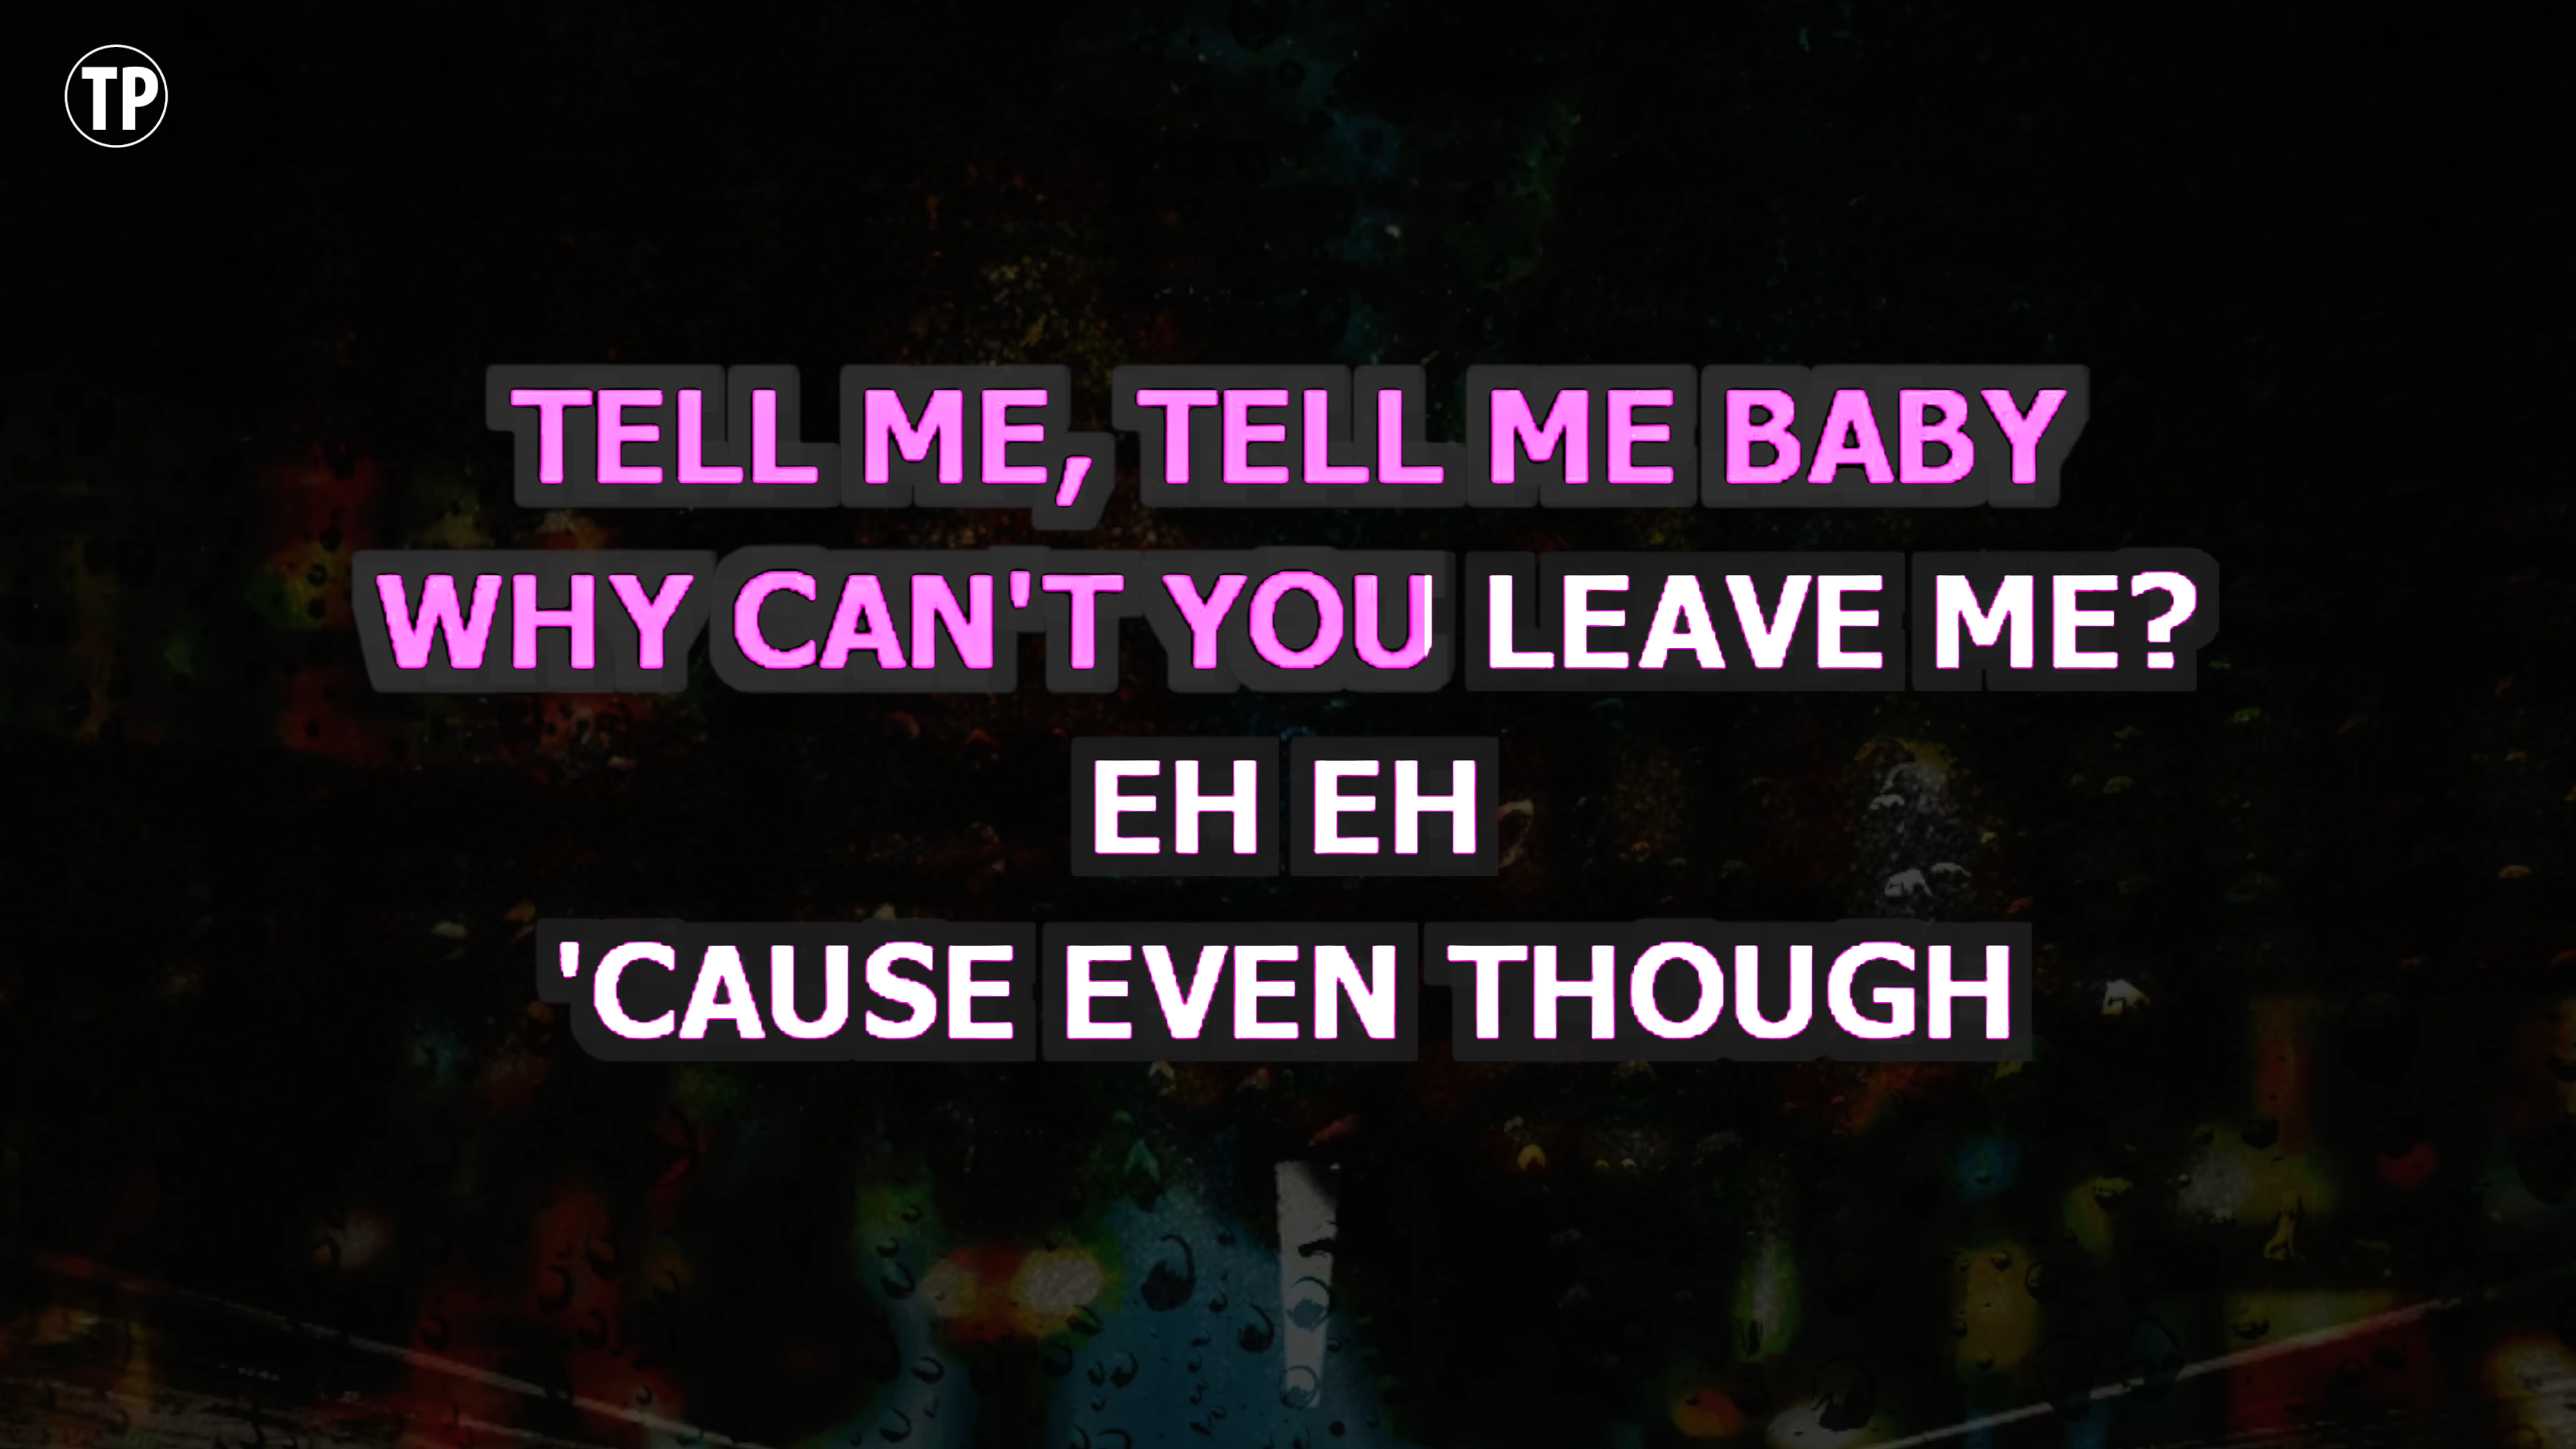 TP
TELL ME, TELL ME BABY
WHY CAN'T YOU LEAVE ME?
EH EH
'CAUSE EVEN THOUGH